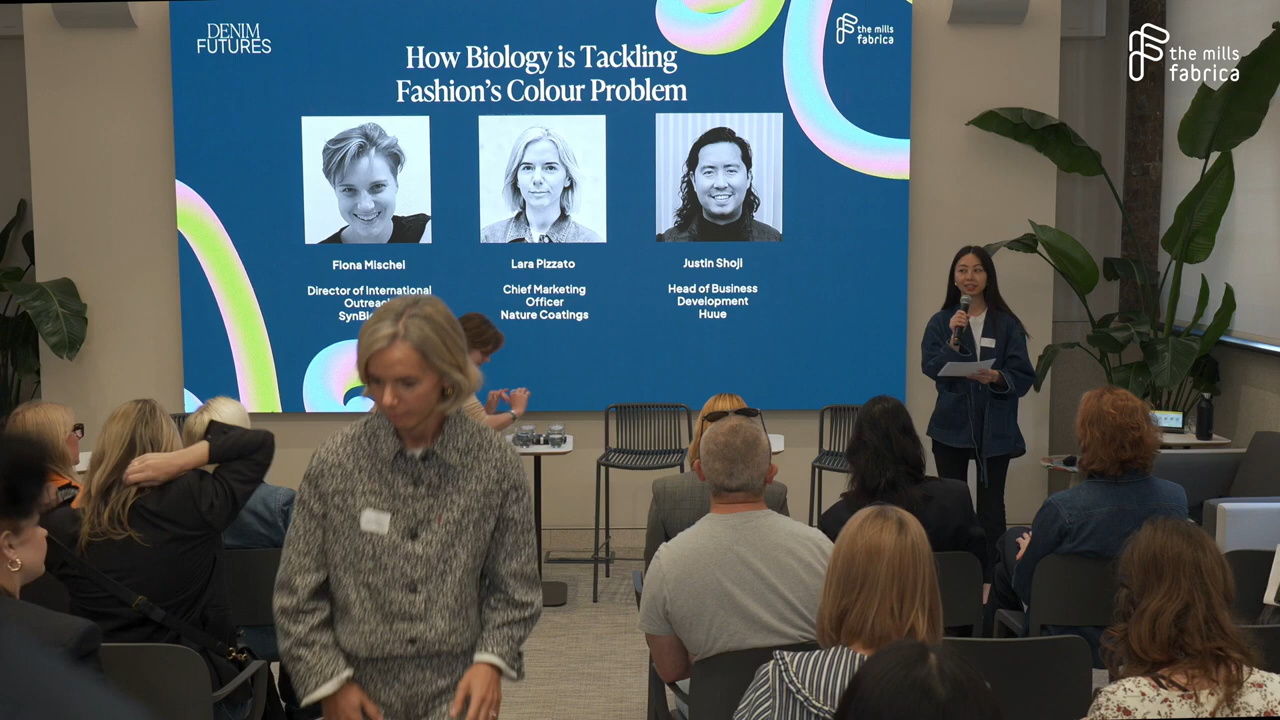 DENIM
FUTURES
How Biology is Tackling
Fashion's Colour Problem
the mills
fabrica
the mills
fabrica
Fiona Mischel
Director of International
SynBi
Lara Pizzato
Chief Marketing
Officer
Nature Coatings
Justin Shoji
Head of Business
Development
Huue